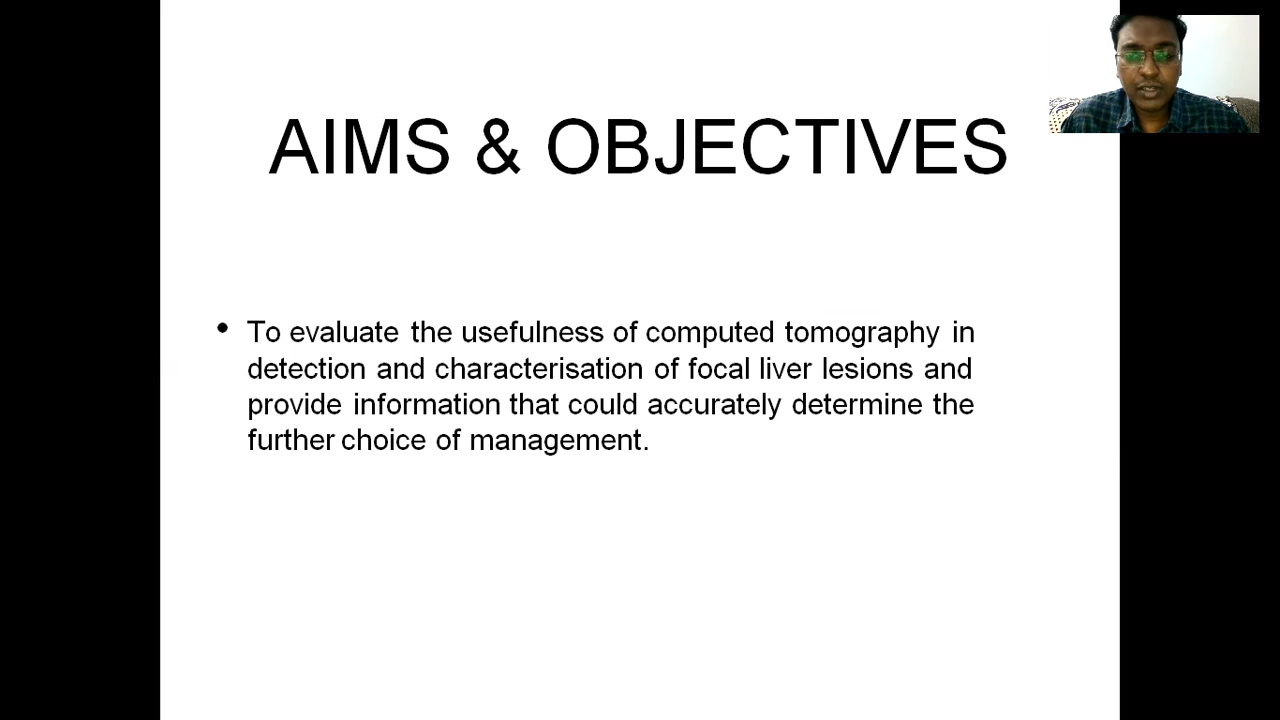 AIMS & OBJECTIVES
• To evaluate the usefulness of computed tomography in
detection and characterisation of focal liver lesions and
provide information that could accurately determine the
further choice of management.